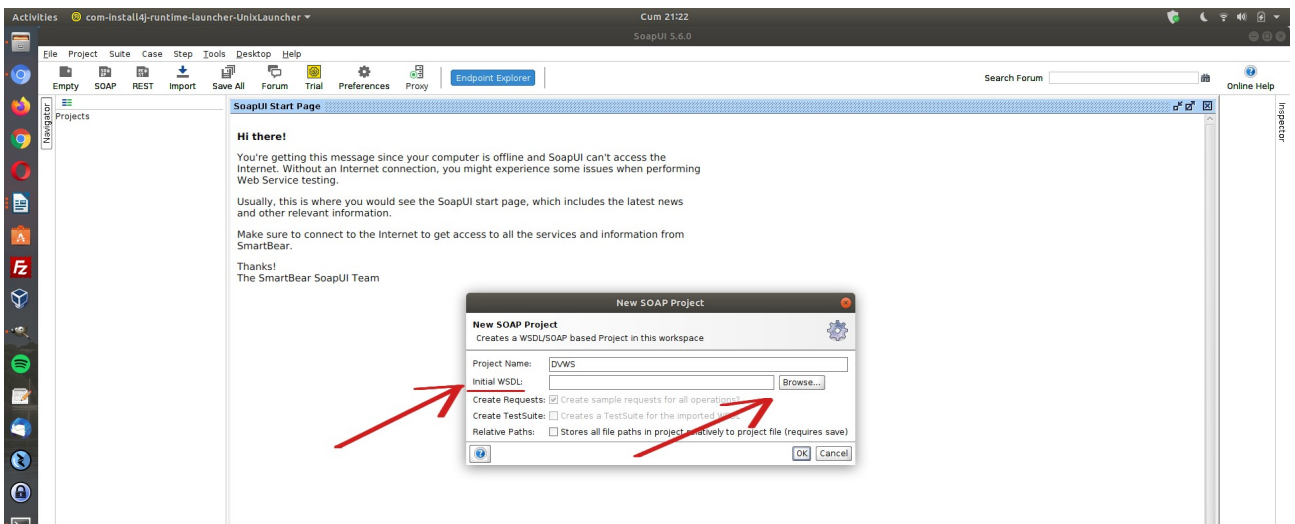 Activities com-install4j-runtime-launcher-UnixLauncher Cum 21:22
SoapUI 5.6.0
File Project Suite Case Step Tools Desktop Help
Empty SOAP REST Import Save All Forum Trial Preferences Proxy Endpoint Explorer Search Forum Online Help
Navigator
Projects
SoapUI Start Page
Inspector
Hi there!
You're getting this message since your computer is offline and SoapUI can't access the
Internet. Without an Internet connection, you might experience some issues when performing
Web Service testing.
Usually, this is where you would see the SoapUI start page, which includes the latest news
and other relevant information.
Make sure to connect to the Internet to get access to all the services and information from
SmartBear.
Thanks!
The SmartBear SoapUI Team
New SOAP Project
New SOAP Project
Creates a WSDL/SOAP based Project in this workspace
Project Name: DVWS
Initial WSDL: Browse...
Create Requests: Create sample requests for all operations?
Create TestSuite: Creates a TestSuite for the imported WSDL
Relative Paths: Stores all file paths in project relatively to project file (requires save)
OK Cancel